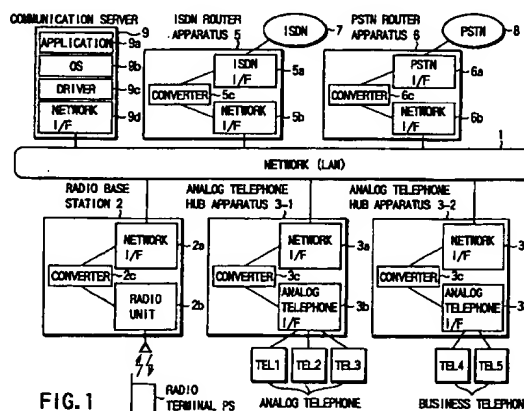 COMMUNICATION SERVER
9
APPLICATION
9a
OS
9b
DRIVER
9c
NETWORK
I/F
9d
ISDN ROUTER
APPARATUS 5
ISDN
7
ISDN
I/F
5a
CONVERTER
5c
NETWORK
I/F
5b
PSTN ROUTER
APPARATUS 6
PSTN
8
PSTN
I/F
6a
CONVERTER
6c
NETWORK
I/F
6b
1
NETWORK (LAN)
RADIO BASE
STATION 2
NETWORK
I/F
2a
CONVERTER
2c
RADIO
UNIT
2b
RADIO
TERMINAL PS
ANALOG TELEPHONE
HUB APPARATUS 3-1
NETWORK
I/F
3a
CONVERTER
3c
ANALOG
TELEPHONE
I/F
3b
TEL1
TEL2
TEL3
ANALOG TELEPHONE
ANALOG TELEPHONE
HUB APPARATUS 3-2
NETWORK
I/F
3
CONVERTER
3c
ANALOG
TELEPHONE
I/F
3
TEL4
TEL5
BUSINESS TELEPHON
FIG.1